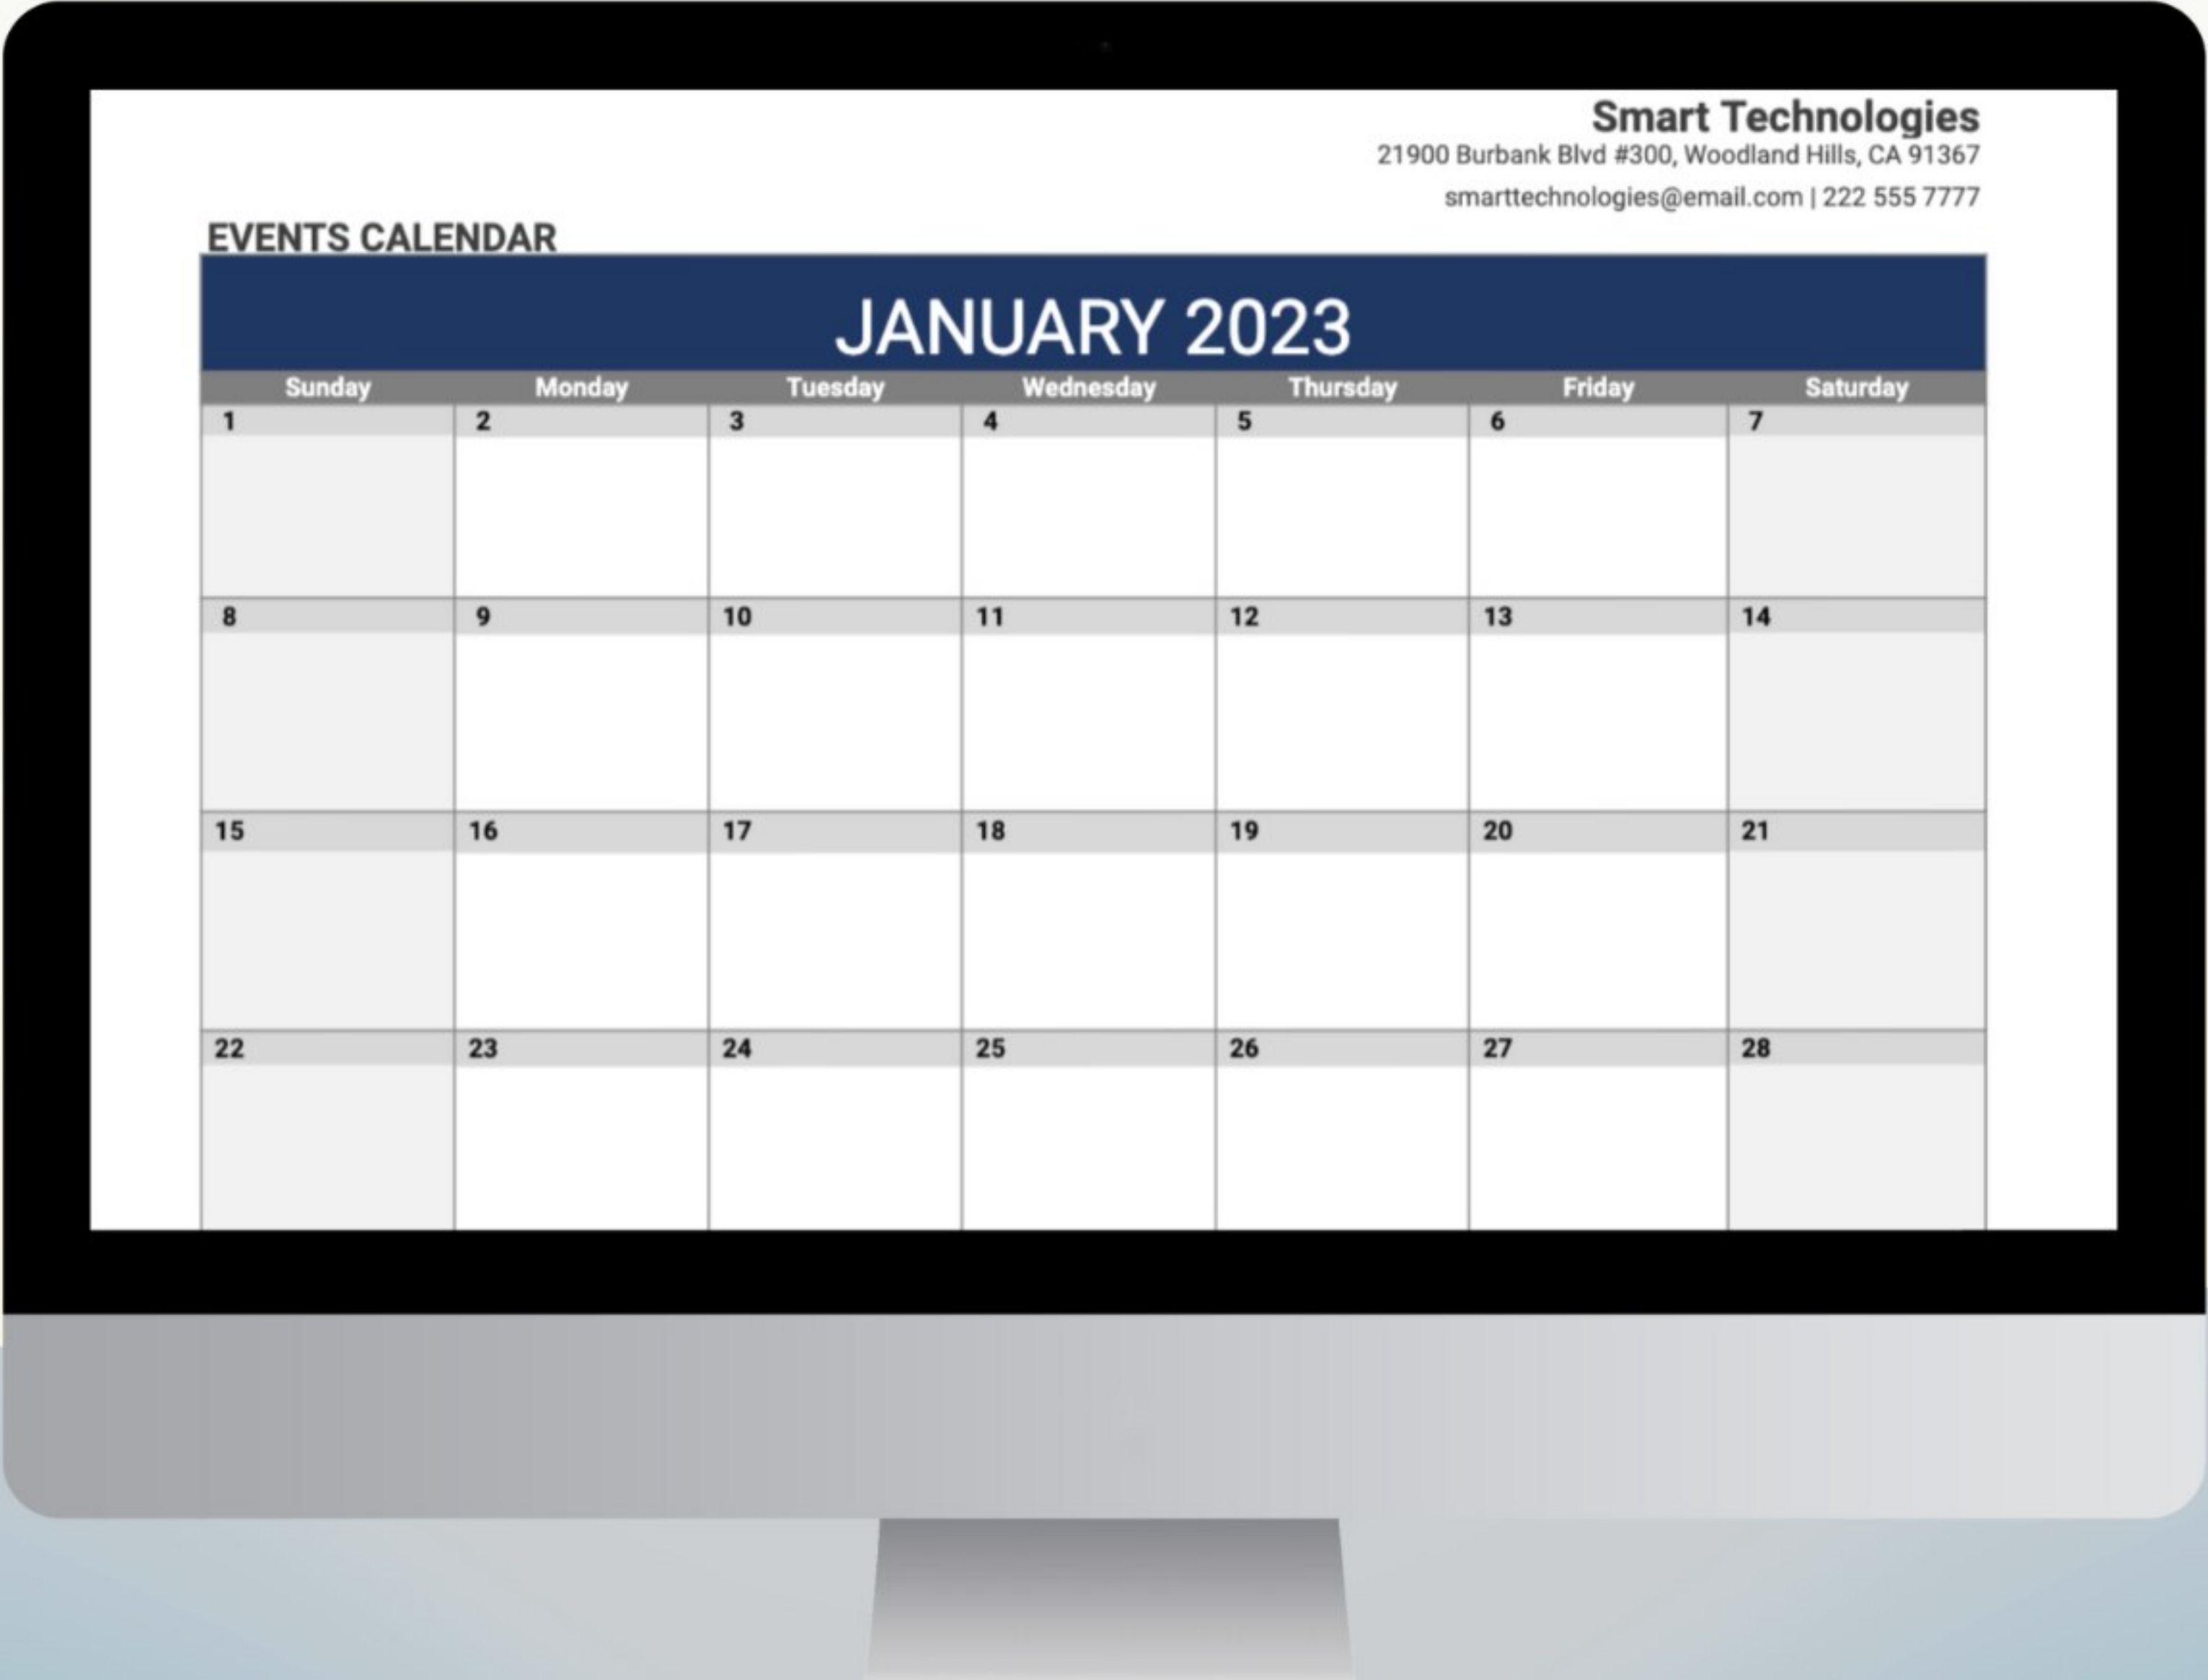 Smart Technologies
21900 Burbank Blvd #300, Woodland Hills, CA 91367
smarttechnologies@email.com | 222 555 7777
EVENTS CALENDAR
JANUARY 2023
Sunday Monday Tuesday Wednesday Thursday Friday Saturday
1 2 3 4 5 6 7
8 9 10 11 12 13 14
15 16 17 18 19 20 21
22 23 24 25 26 27 28